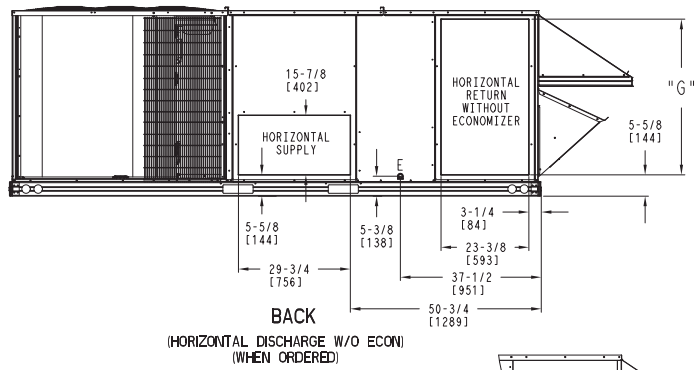 15-7/8
[402]
HORIZONTAL
SUPPLY
HORIZONTAL
RETURN
WITHOUT
ECONOMIZER
"G"
5-5/8
[144]
E
5-5/8
[144]
5-3/8
[138]
3-1/4
[84]
23-3/8
[593]
29-3/4
[756]
37-1/2
[951]
50-3/4
[1289]
BACK
(HORIZONTAL DISCHARGE W/O ECON)
(WHEN ORDERED)